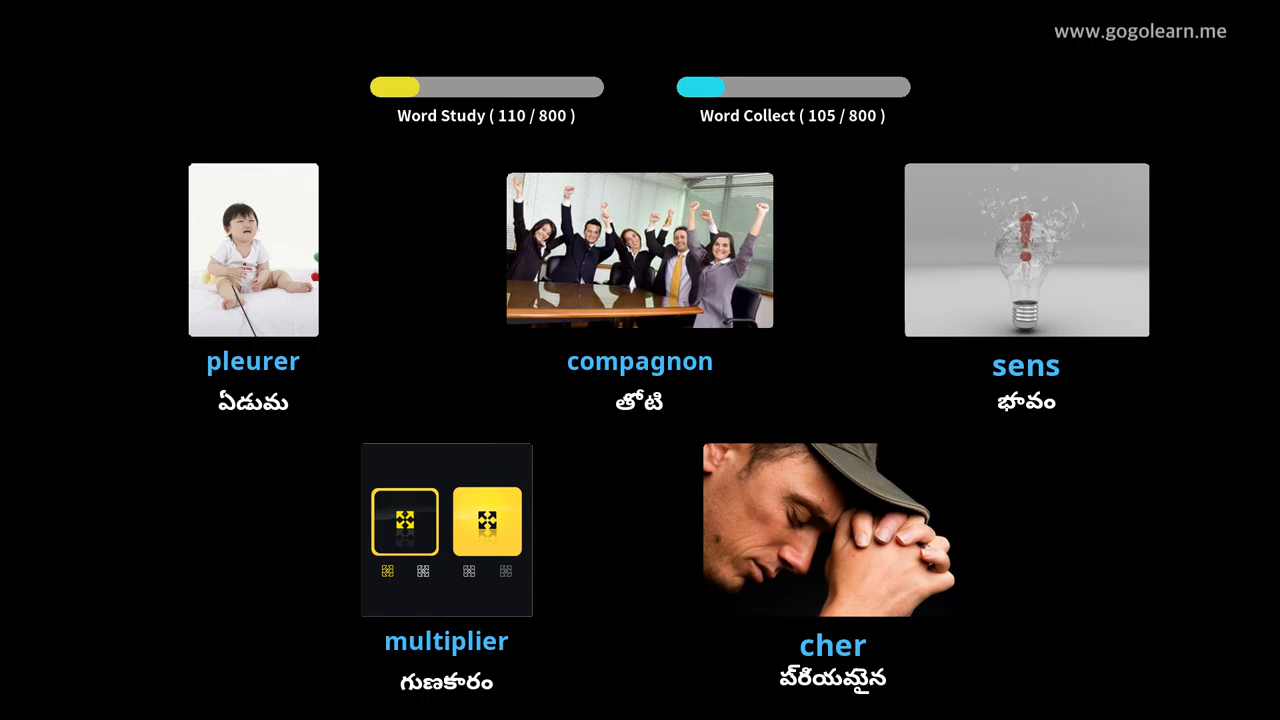 www.gogolearn.me
Word Study ( 110 / 800 )
Word Collect ( 105 / 800 )
pleurer
ఏడుమ
compagnon
తోటి
sens
భావం
multiplier
గుణకారం
cher
ప్రియమైన